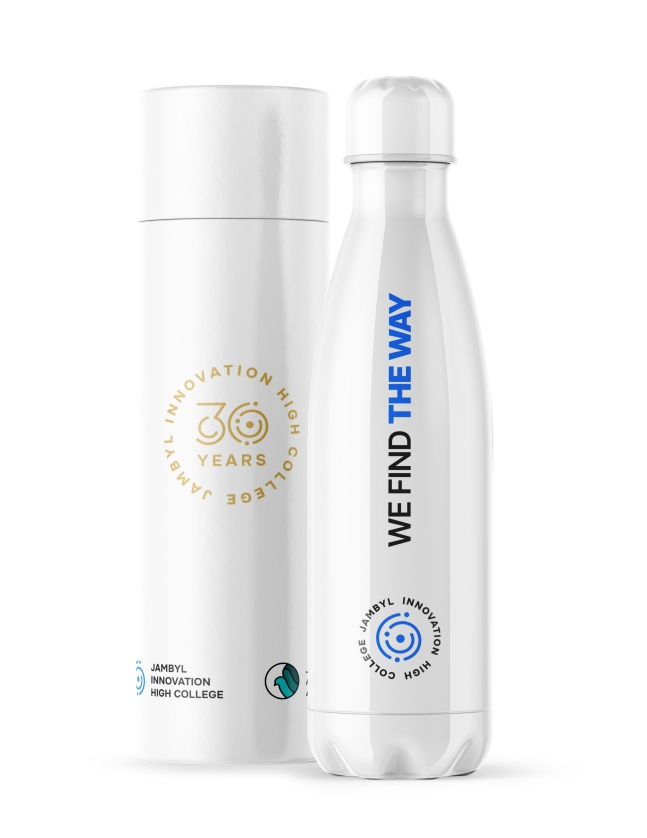 JAMBYL INNOVATION HIGH COLLEGE
30
YEARS
JAMBYL
INNOVATION
HIGH COLLEGE
WE FIND THE WAY
JAMBYL INNOVATION HIGH COLLEGE